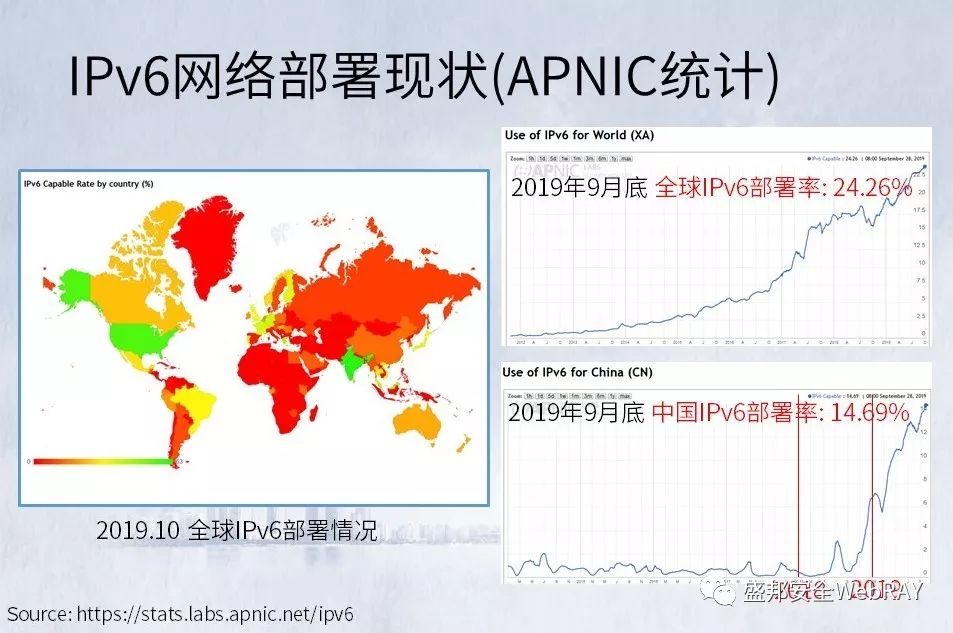 IPv6网络部署现状(APNIC统计)
IPv6 Capable Rate by country (%)
0
2019.10 全球IPv6部署情况
Use of IPv6 for World (XA)
Zoom: 1h 1d 5d 1w 1m 3m 6m 1y max
IPv6 Capable : 24.26 | 08:00 September 28, 2019
APNIC LABS
2019年9月底 全球IPv6部署率: 24.26%
22.5
17.5
15
12.5
10
7.5
5
2.5
0
Use of IPv6 for China (CN)
Zoom: 1h 1d 5d 1w 1m 3m 6m 1y max
IPv6 Capable : 14.69 | 08:00 September 28, 2019
2019年9月底 中国IPv6部署率: 14.69%
12
10
8
6
4
2
0
盛邦安全WebRAY
Source: https://stats.labs.apnic.net/ipv6